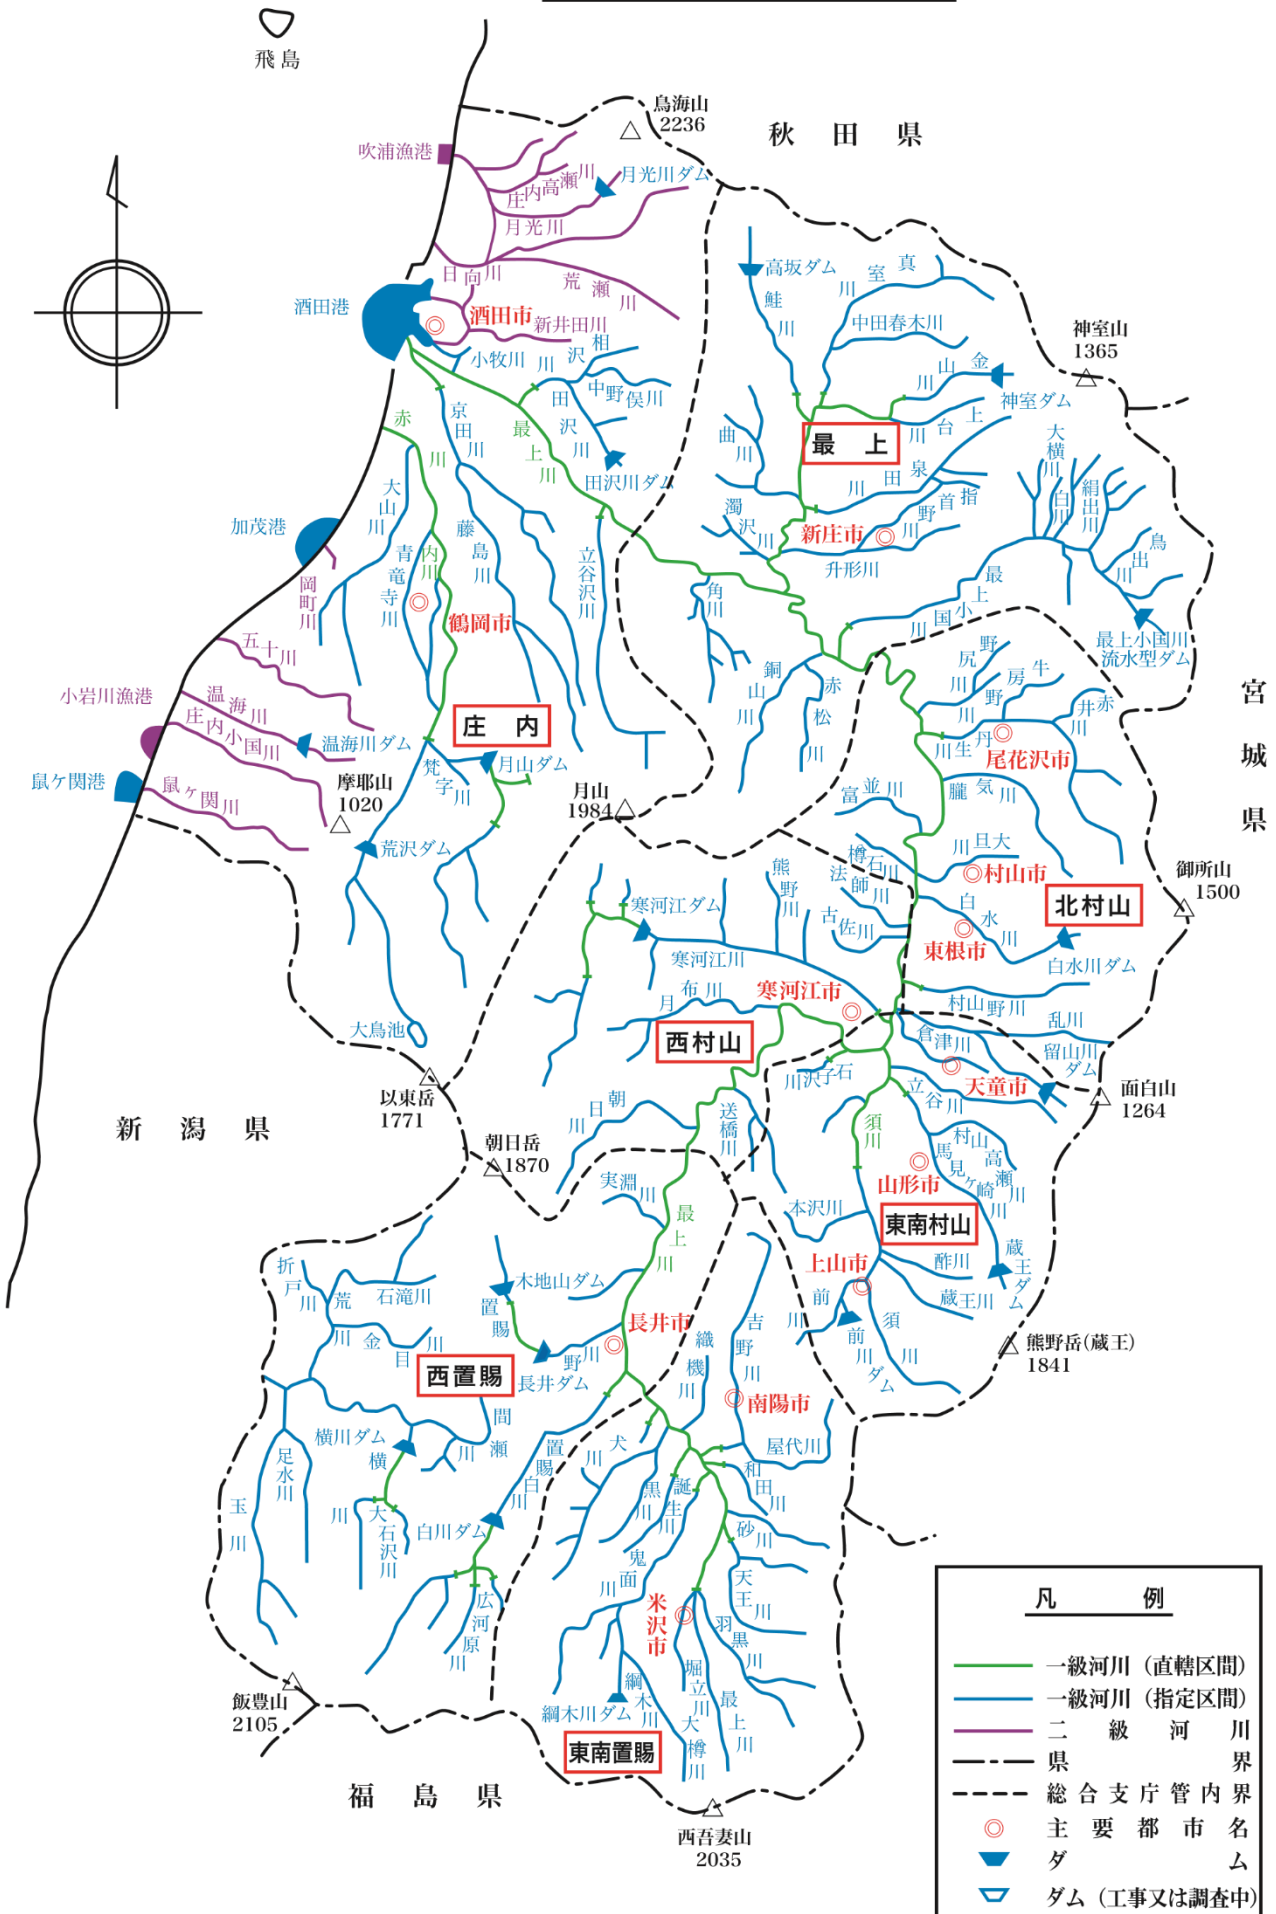 飛島
鳥海山
2236
秋田県
吹浦漁港
庄内高瀬川
月光川ダム
月光川
日向川
荒瀬川
酒田港
酒田市
新井田川
小牧川
相沢川
中野俣川
田沢川
田沢川ダム
京田川
最上川
赤川
高坂ダム
鮭川
真室川
中田春木川
神室山
1365
金山川
神室ダム
上台川
最上
曲川
泉田川
指首野川
新庄市
濁沢川
升形川
大横川
白川
絹出川
鳥出川
最上小国川
最上小国川
流水型ダム
大山川
加茂港
岡町川
青竜寺川
内川
藤島川
立谷沢川
鶴岡市
角川
銅山川
赤松川
野尻川
野川
牛房野川
赤井川
丹生川
尾花沢市
宮城県
五十川
小岩川漁港
温海川
庄内小国川
温海川ダム
鼠ケ関港
鼠ヶ関川
摩耶山
1020
庄内
梵字川
月山ダム
荒沢ダム
月山
1984
富並川
朧気川
樽石川
大旦川
村山市
法師川
北村山
御所山
1500
古佐川
白水川
東根市
白水川ダム
熊野川
寒河江ダム
寒河江川
月布川
寒河江市
村山野川
乱川
西村山
倉津川
留山川
ダム
天童市
面白山
1264
大鳥池
以東岳
1771
新潟県
石子沢川
立谷川
朝日川
送橋川
須川
村山高瀬川
馬見ヶ崎川
山形市
朝日岳
1870
実淵川
最上川
本沢川
東南村山
上山市
酢川
蔵王川
蔵王ダム
前川
前川ダム
須川
熊野岳(蔵王)
1841
折戸川
荒川
石滝川
金目川
木地山ダム
置賜野川
長井市
長井ダム
西置賜
織機川
吉野川
南陽市
屋代川
和田川
間瀬川
横川ダム
横川
足水川
玉川
大石沢川
置賜白川
白川ダム
犬川
黒川
誕生川
鬼面川
砂川
天王川
羽黒川
米沢市
広河原川
飯豊山
2105
綱木川
綱木川ダム
堀立川
大樽川
最上川
東南置賜
福島県
西吾妻山
2035
凡例
一級河川（直轄区間）
一級河川（指定区間）
二級河川
県界
総合支庁管内界
主要都市名
ダム
ダム（工事又は調査中）